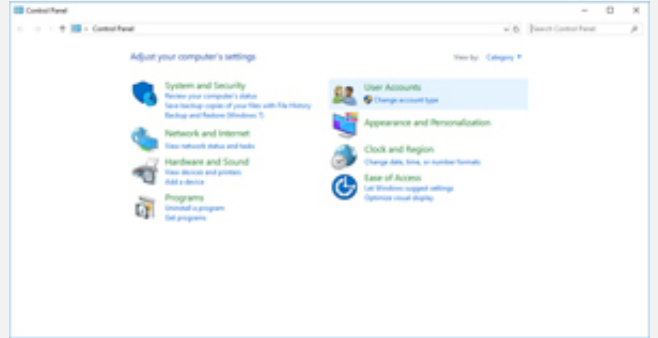 Control Panel
Control Panel
Search Control Panel
Adjust your computer's settings
View by: Category
System and Security
Review your computer's status
Save backup copies of your files with File History
Backup and Restore (Windows 7)
Network and Internet
View network status and tasks
Hardware and Sound
View devices and printers
Add a device
Programs
Uninstall a program
Get programs
User Accounts
Change account type
Appearance and Personalization
Clock and Region
Change date, time, or number formats
Ease of Access
Let Windows suggest settings
Optimize visual display